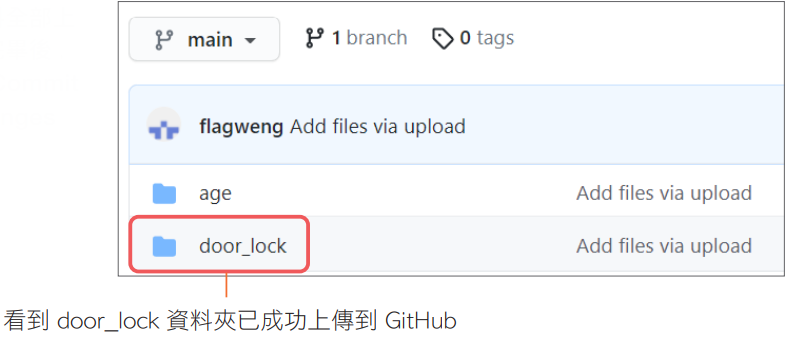 main 1 branch 0 tags
flagweng Add files via upload
age Add files via upload
door_lock Add files via upload
看到 door_lock 資料夾已成功上傳到 GitHub